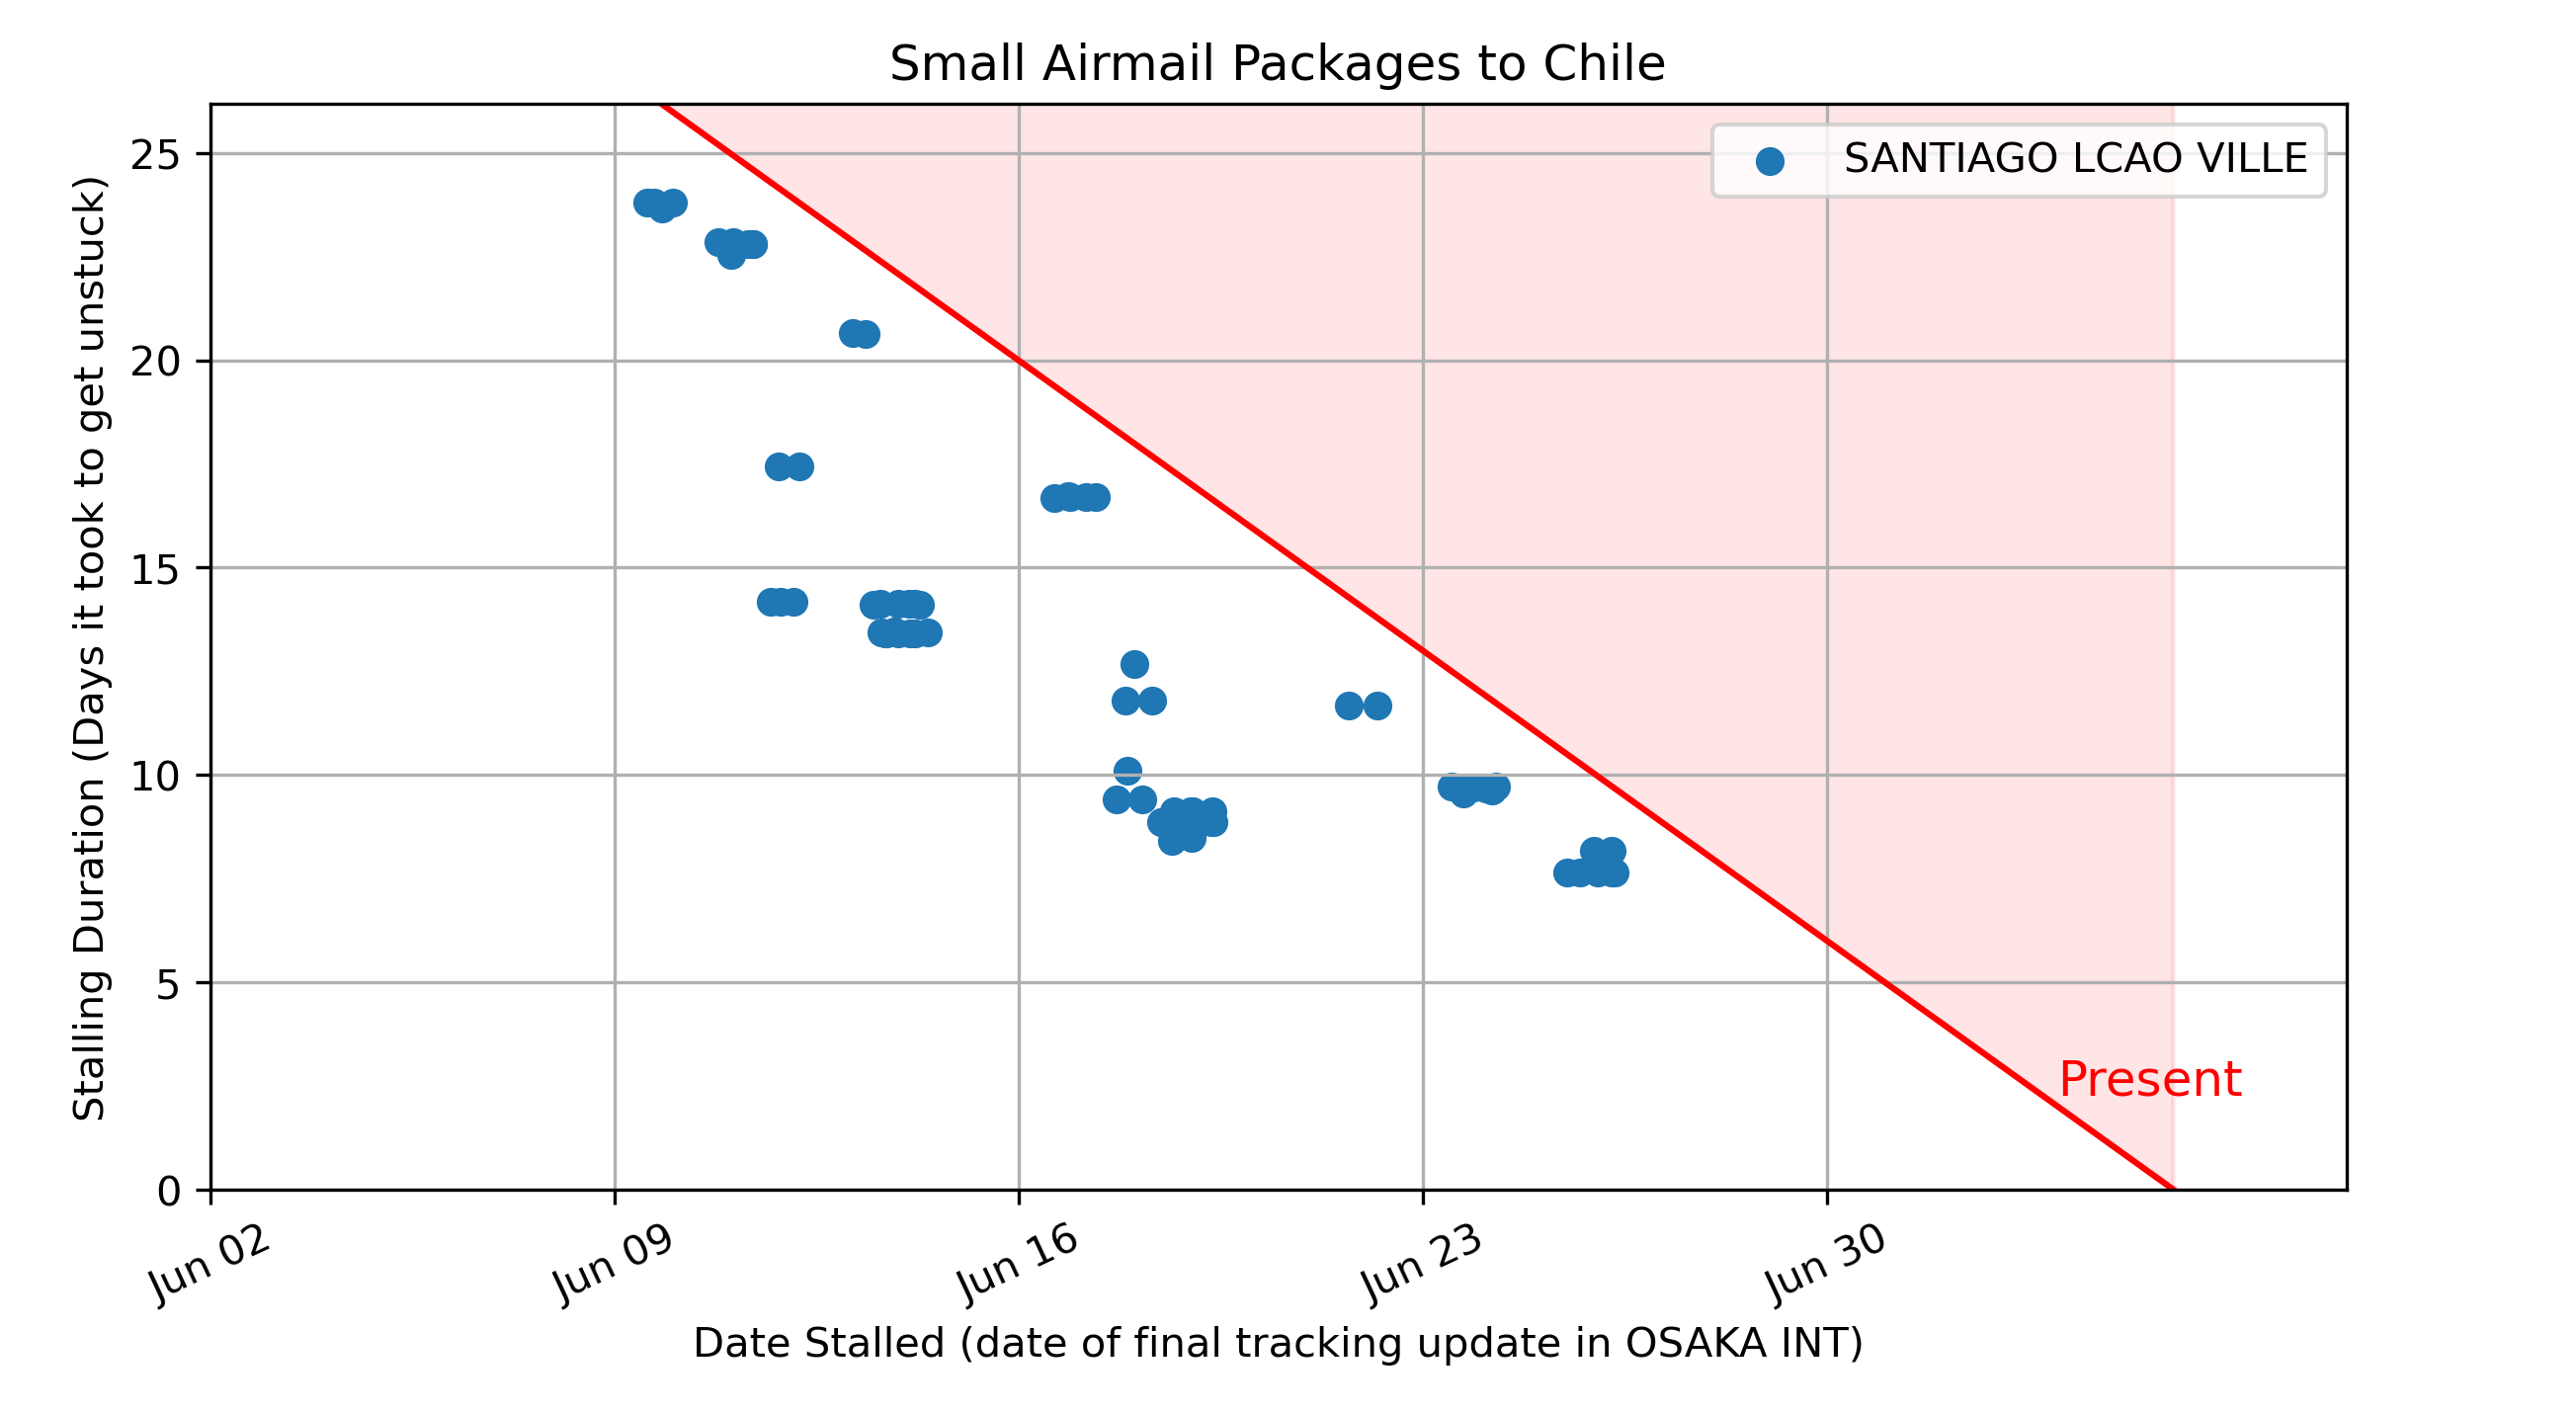 Small Airmail Packages to Chile
SANTIAGO LCAO VILLE
Stalling Duration (Days it took to get unstuck)
25
20
15
10
5
0
Present
Jun 02
Jun 09
Jun 16
Jun 23
Jun 30
Date Stalled (date of final tracking update in OSAKA INT)